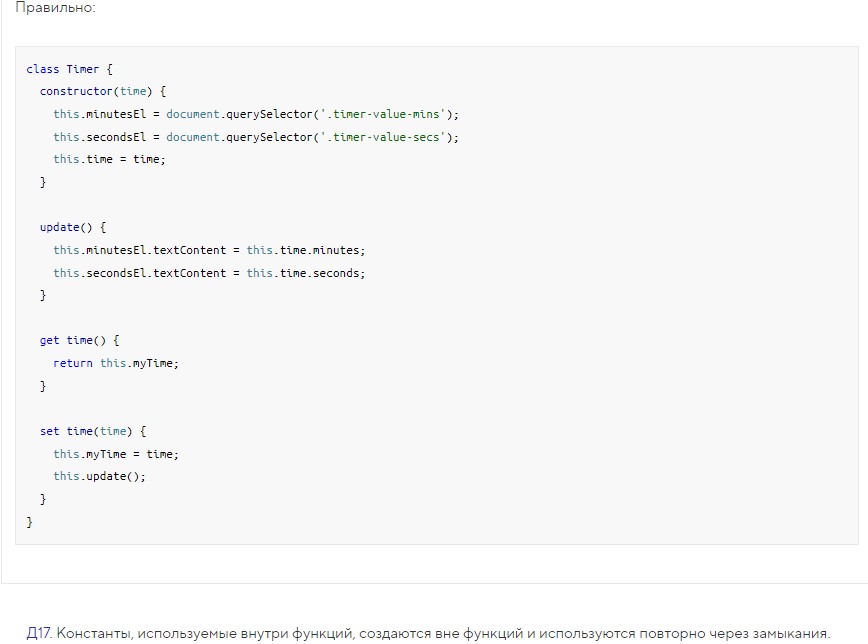 Правильно:
class Timer {
constructor(time) {
this.minutesEl = document.querySelector('.timer-value-mins');
this.secondsEl = document.querySelector('.timer-value-secs');
this.time = time;
}
update() {
this.minutesEl.textContent = this.time.minutes;
this.secondsEl.textContent = this.time.seconds;
}
get time() {
return this.myTime;
}
set time(time) {
this.myTime = time;
this.update();
}
}
Д17. Константы, используемые внутри функций, создаются вне функций и используются повторно через замыкания.